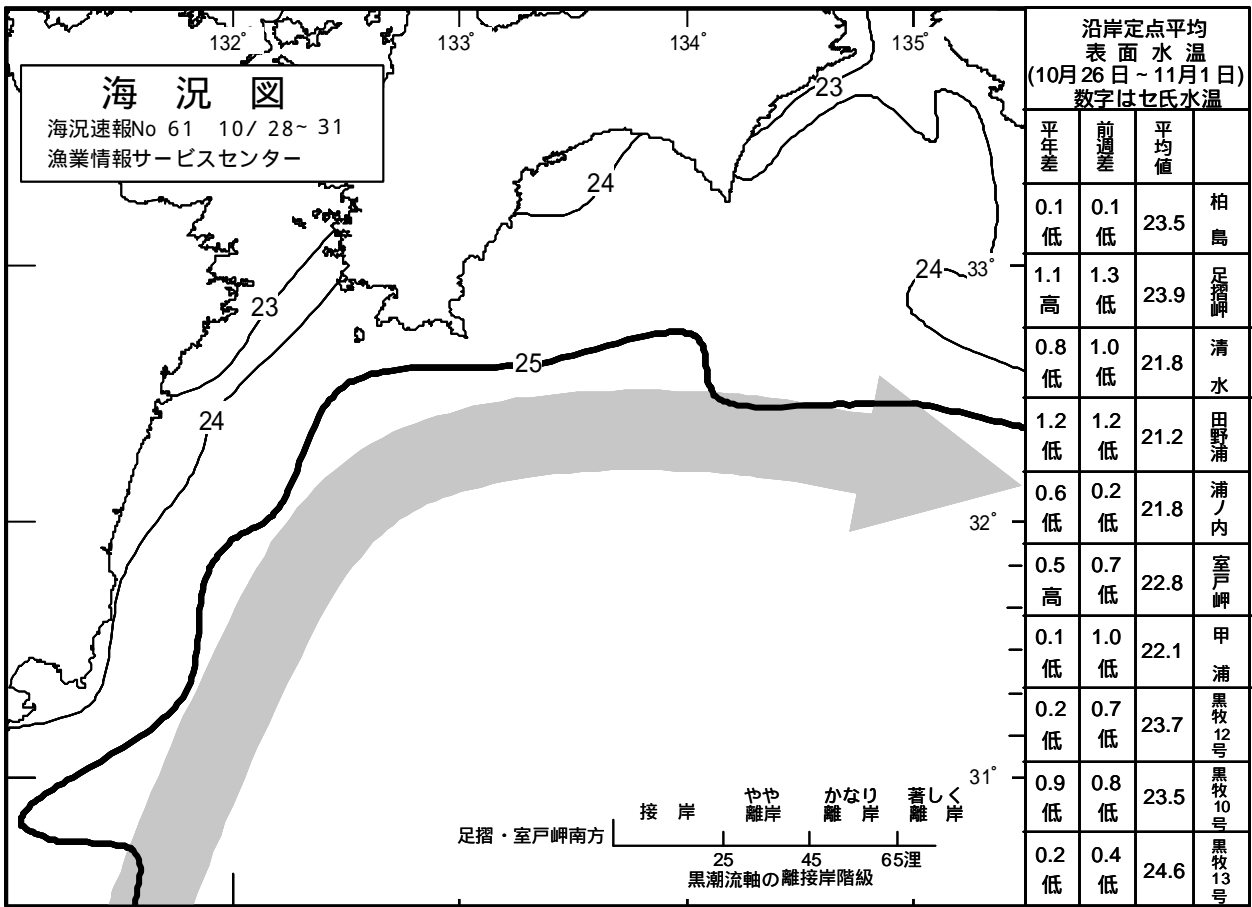 132°
133°
134°
135°
海 況 図
海況速報No 61 10/ 28~ 31
漁業情報サービスセンター
23
24
24
33°
23
25
24
32°
31°
接 岸
やや
離岸
かなり
離 岸
著しく
離 岸
足摺・室戸岬南方
25
45
65浬
黒潮流軸の離接岸階級
沿岸定点平均
表 面 水 温
(10月26日~11月1日)
数字はセ氏水温
平年差 前週差 平均値
0.1低 0.1低 23.5 柏島
1.1高 1.3低 23.9 足摺岬
0.8低 1.0低 21.8 清水
1.2低 1.2低 21.2 田野浦
0.6低 0.2低 21.8 浦ノ内
0.5高 0.7低 22.8 室戸岬
0.1低 1.0低 22.1 甲浦
0.2低 0.7低 23.7 黒牧12号
0.9低 0.8低 23.5 黒牧10号
0.2低 0.4低 24.6 黒牧13号